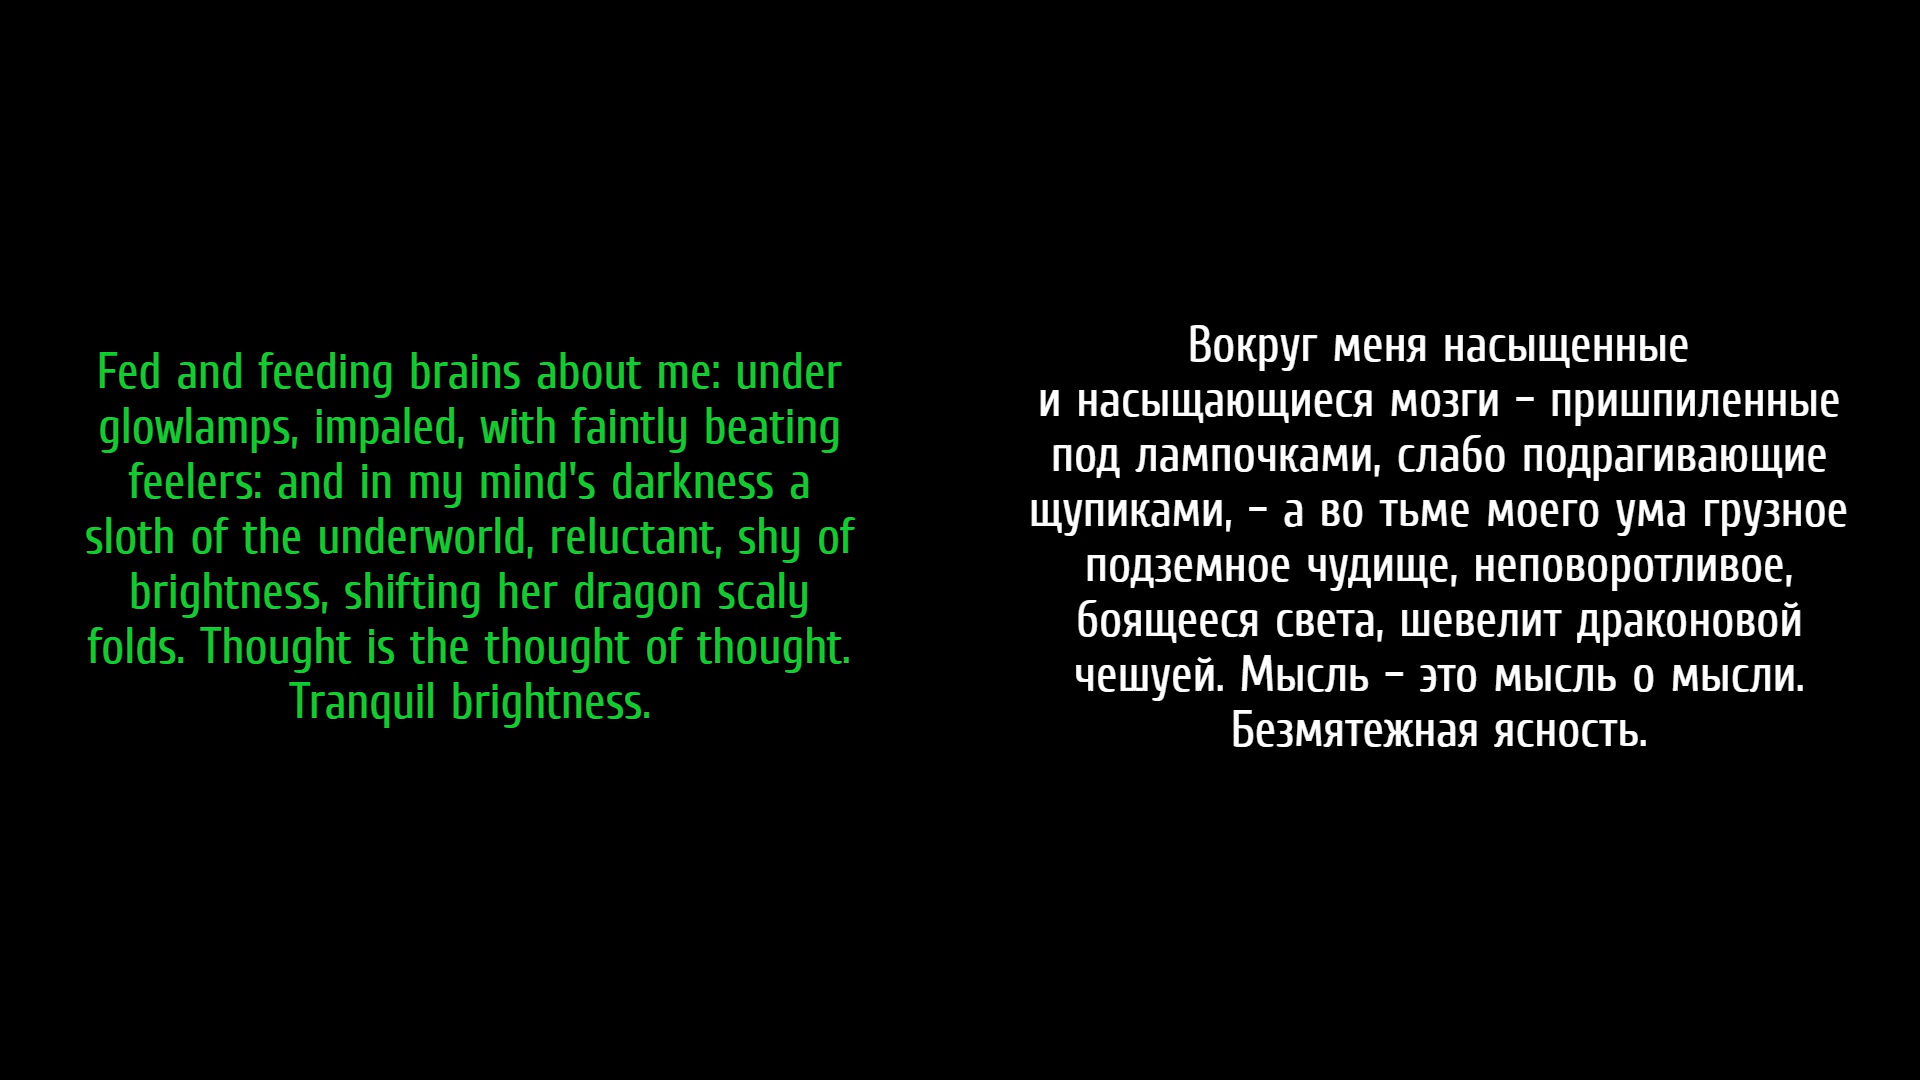 Fed and feeding brains about me: under
glowlamps, impaled, with faintly beating
feelers: and in my mind's darkness a
sloth of the underworld, reluctant, shy of
brightness, shifting her dragon scaly
folds. Thought is the thought of thought.
Tranquil brightness.
Вокруг меня насыщенные
и насыщающиеся мозги – пришпиленные
под лампочками, слабо подрагивающие
щупиками, – а во тьме моего ума грузное
подземное чудище, неповоротливое,
боящееся света, шевелит драконовой
чешуей. Мысль – это мысль о мысли.
Безмятежная ясность.